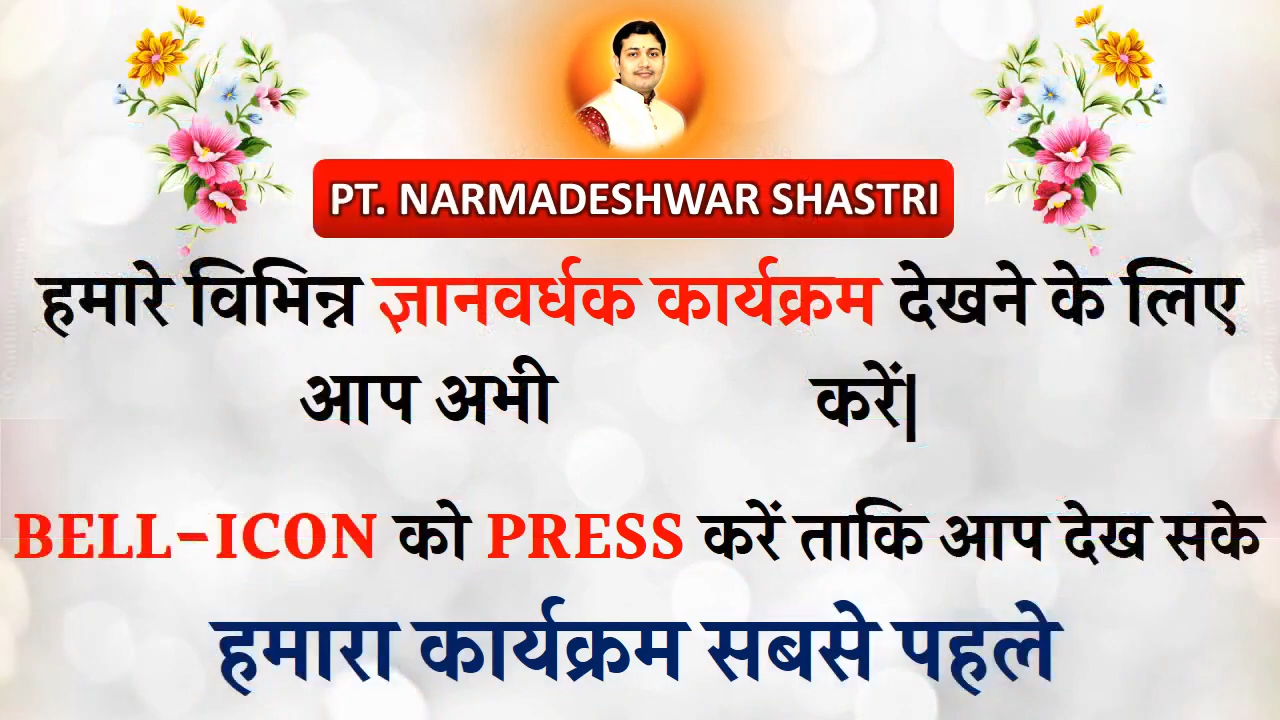 PT. NARMADESHWAR SHASTRI
हमारे विभिन्न ज्ञानवर्धक कार्यक्रम देखने के लिए
आप अभी करें|
BELL-ICON को PRESS करें ताकि आप देख सके
हमारा कार्यक्रम सबसे पहले